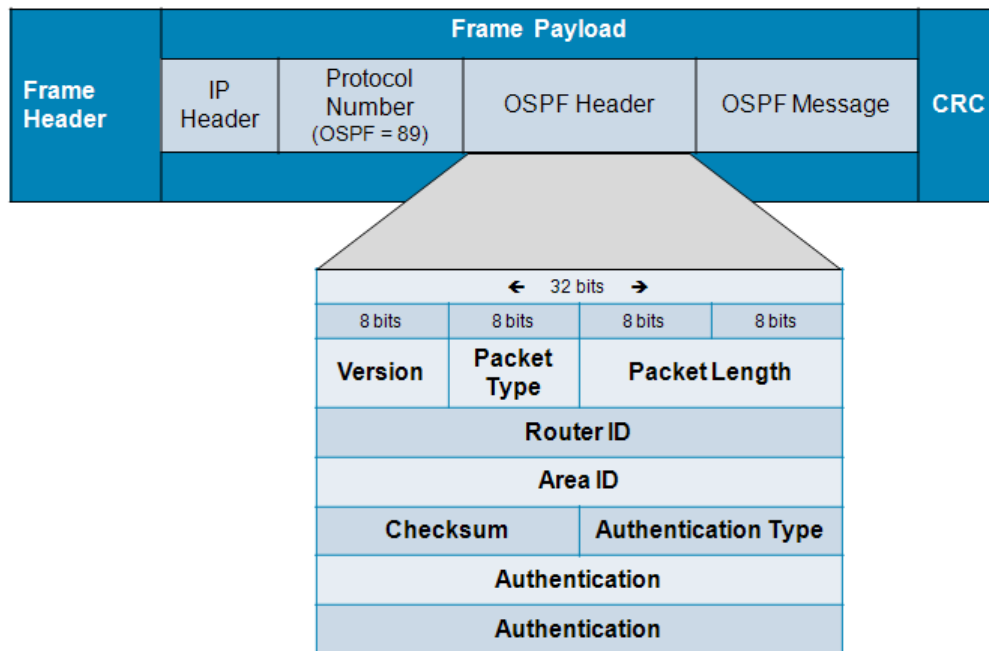 Frame Payload
Frame Header
IP Header
Protocol Number (OSPF = 89)
OSPF Header
OSPF Message
CRC
← 32 bits →
8 bits 8 bits 8 bits 8 bits
Version Packet Type Packet Length
Router ID
Area ID
Checksum Authentication Type
Authentication
Authentication